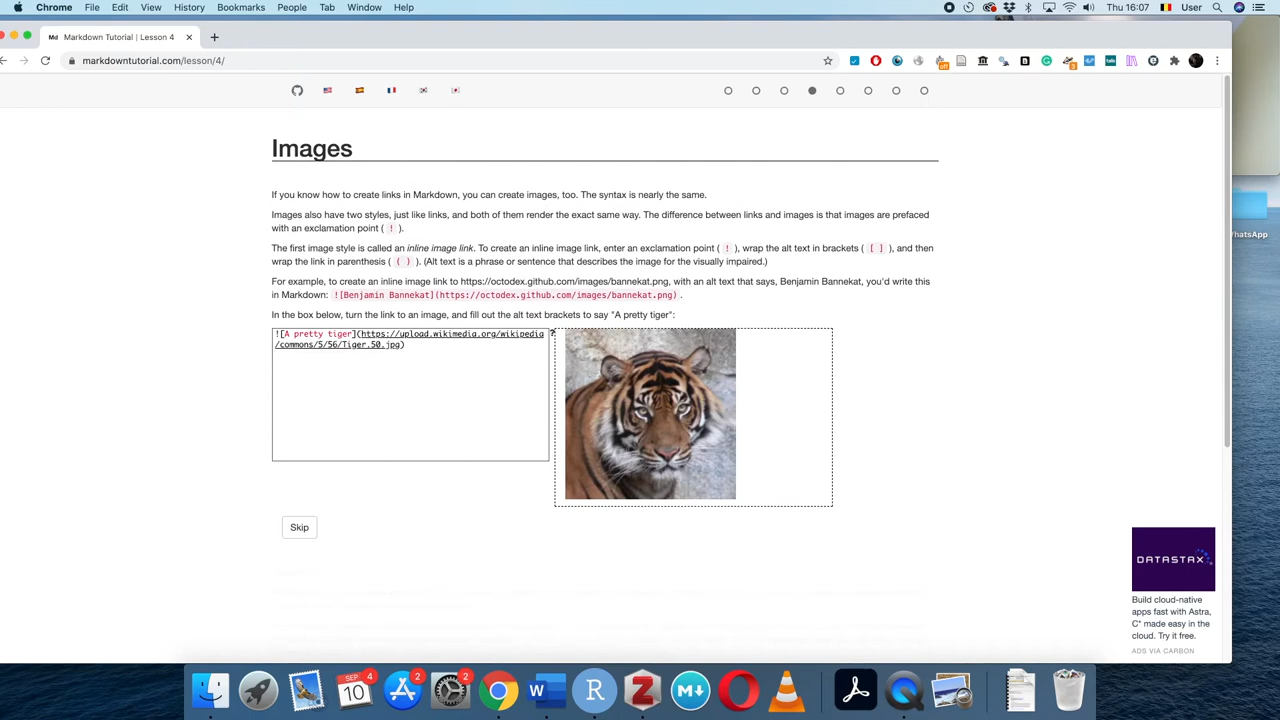 Chrome File Edit View History Bookmarks People Tab Window Help Thu 16:07 User
Md Markdown Tutorial | Lesson 4
markdowntutorial.com/lesson/4/
Images
If you know how to create links in Markdown, you can create images, too. The syntax is nearly the same.
Images also have two styles, just like links, and both of them render the exact same way. The difference between links and images is that images are prefaced
with an exclamation point ( ! ).
The first image style is called an inline image link. To create an inline image link, enter an exclamation point ( ! ), wrap the alt text in brackets ( [ ] ), and then
wrap the link in parenthesis ( ( ) ). (Alt text is a phrase or sentence that describes the image for the visually impaired.)
For example, to create an inline image link to https://octodex.github.com/images/bannekat.png, with an alt text that says, Benjamin Bannekat, you'd write this
in Markdown: ![Benjamin Bannekat](https://octodex.github.com/images/bannekat.png).
In the box below, turn the link to an image, and fill out the alt text brackets to say "A pretty tiger":
![A pretty tiger](https://upload.wikimedia.org/wikipedia
/commons/5/56/Tiger.50.jpg)
?
Skip
DATASTAX
Build cloud-native
apps fast with Astra,
C* made easy in the
cloud. Try it free.
ADS VIA CARBON
WhatsApp
SEP
10
4
2
2